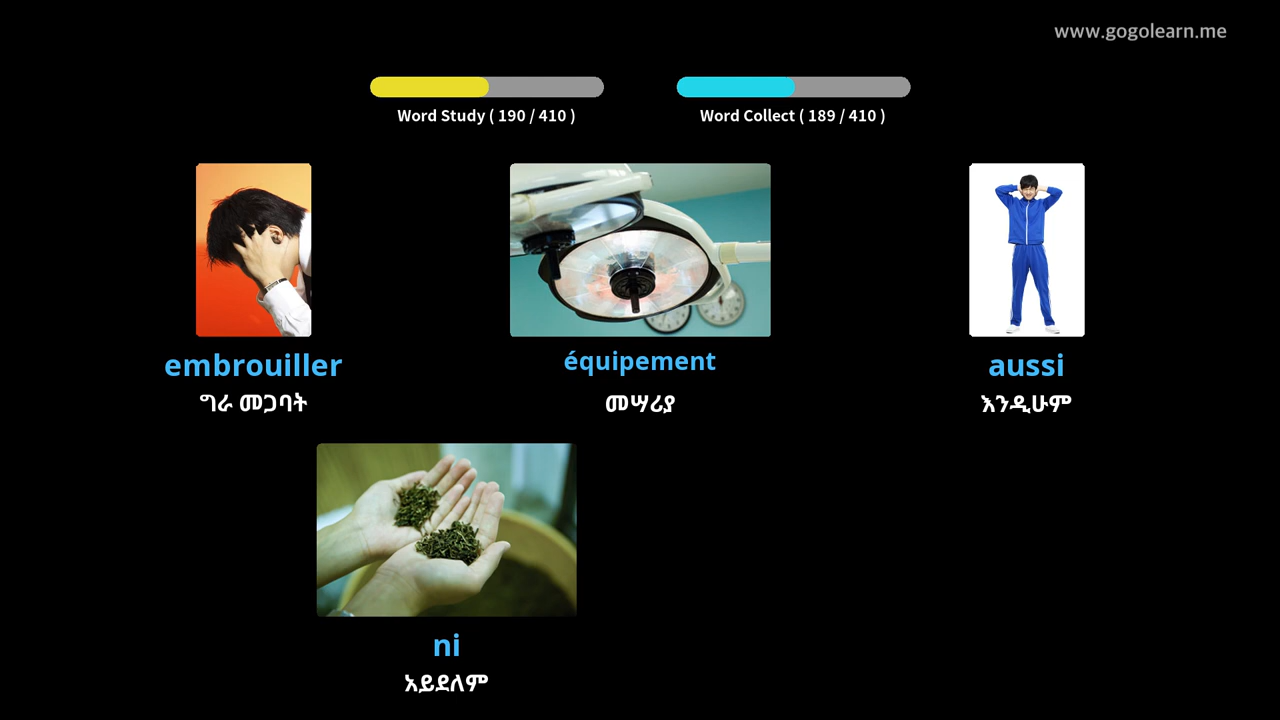 www.gogolearn.me
Word Study ( 190 / 410 )
Word Collect ( 189 / 410 )
embrouiller
ግራ መጋባት
équipement
መሣሪያ
aussi
እንዲሁም
ni
አይደለም